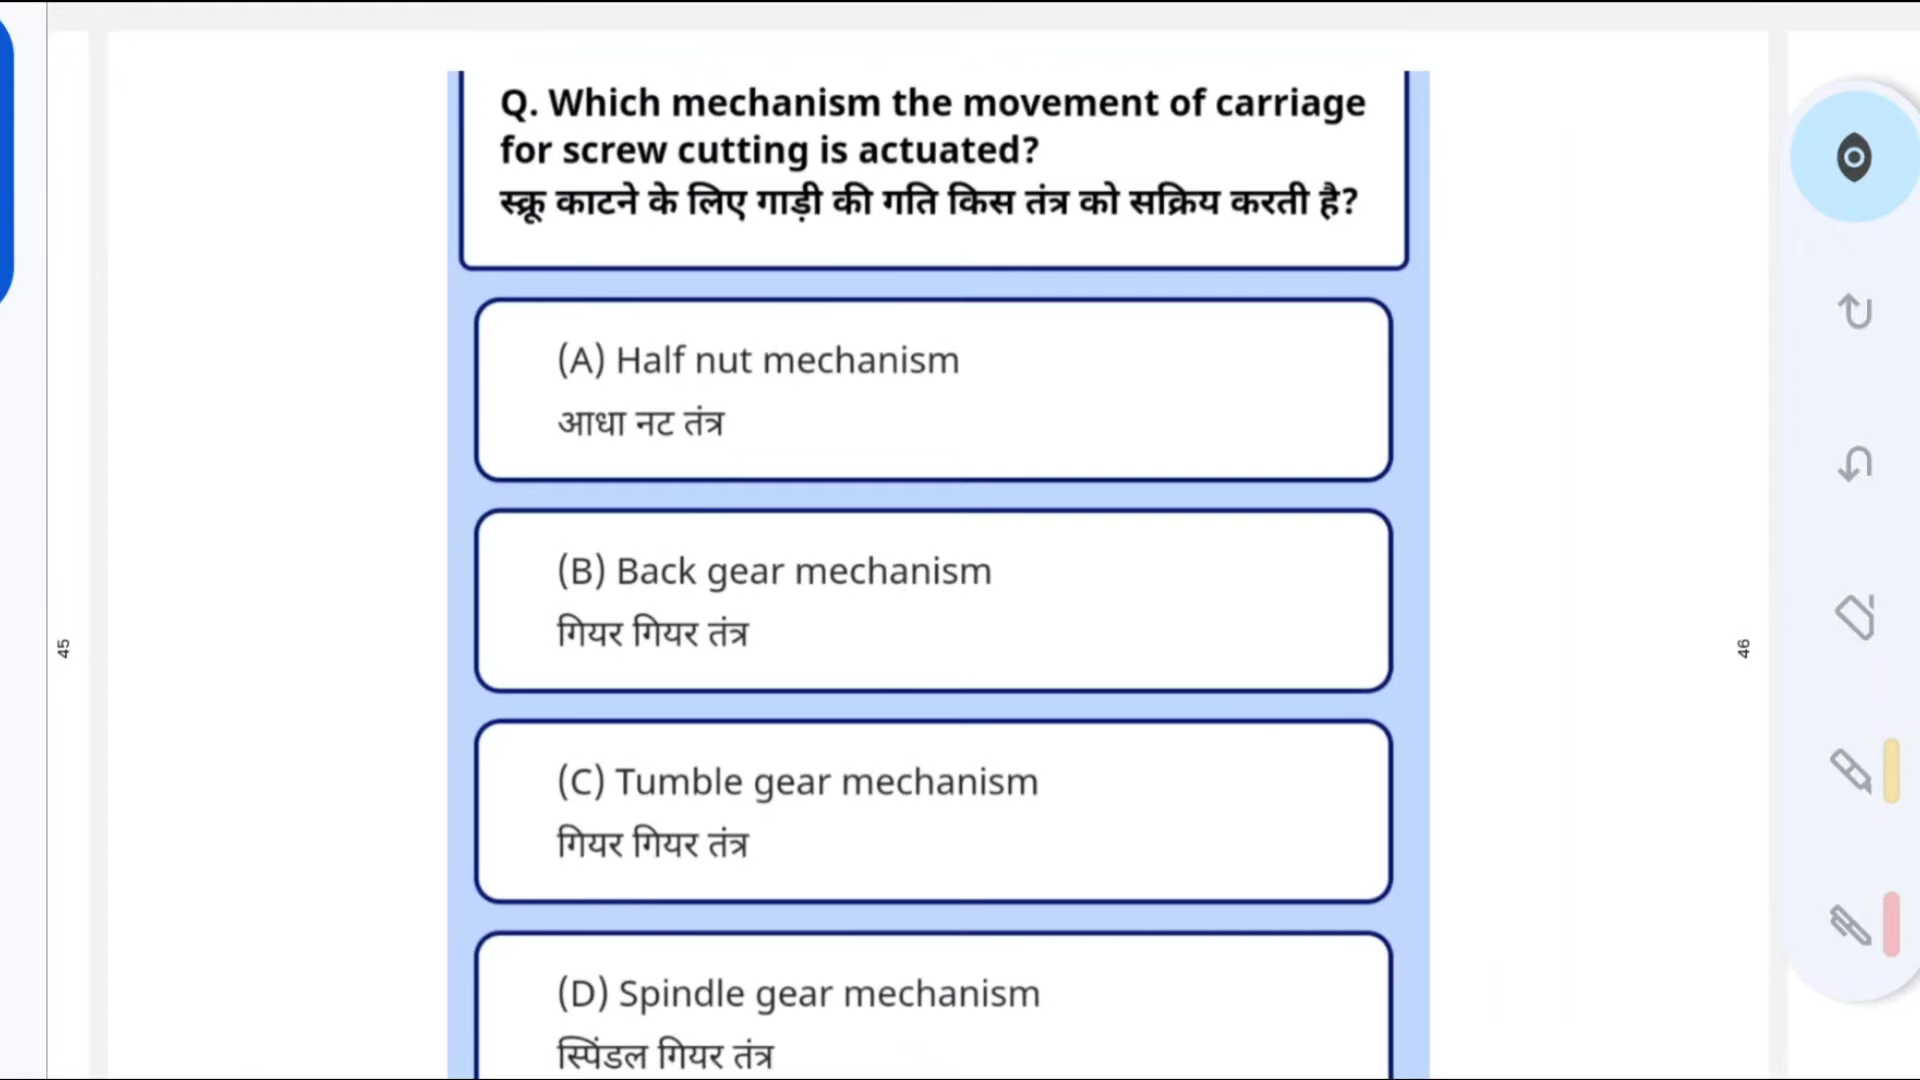 Q. Which mechanism the movement of carriage
for screw cutting is actuated?
स्क्रू काटने के लिए गाड़ी की गति किस तंत्र को सक्रिय करती है?
(A) Half nut mechanism
आधा नट तंत्र
(B) Back gear mechanism
गियर गियर तंत्र
45
46
(C) Tumble gear mechanism
गियर गियर तंत्र
(D) Spindle gear mechanism
स्पिंडल गियर तंत्र